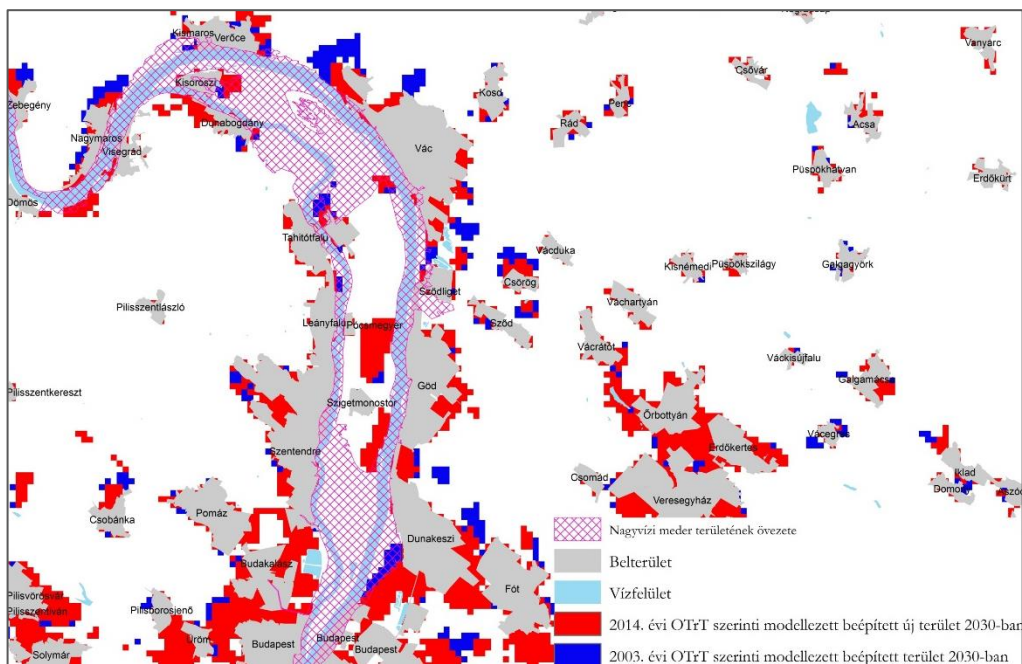 Kismaros
Verőce
Vanyarc
Zebegény
Kisoroszi
Kosd
Csővár
Penc
Rád
Acsa
Nagymaros
Dunabogdány
Visegrád
Vác
Püspökhatvan
Erdőkürt
Dömös
Tahitótfalu
Vácduka
Kisnémedi
Püspökszilágy
Galgagyörk
Sződliget
Csörög
Váchartyán
Pilisszentlászló
Leányfalu
Pócsmegyer
Sződ
Vácrátót
Váckisújfalu
Galgamácsa
Pilisszentkereszt
Szigetmonostor
Göd
Őrbottyán
Vácegres
Erdőkertes
Szentendre
Csomád
Veresegyház
Iklad
Domony
Aszód
Csobánka
Pomáz
Dunakeszi
Budakalász
Fót
Pilisvörösvár
Pilisszentiván
Pilisborosjenő
Üröm
Solymár
Budapest
Budapest
Budapest
Nagyvízi meder területének övezete
Belterület
Vízfelület
2014. évi OTrT szerinti modellezett beépített új terület 2030-ban
2003. évi OTrT szerinti modellezett beépített terület 2030-ban